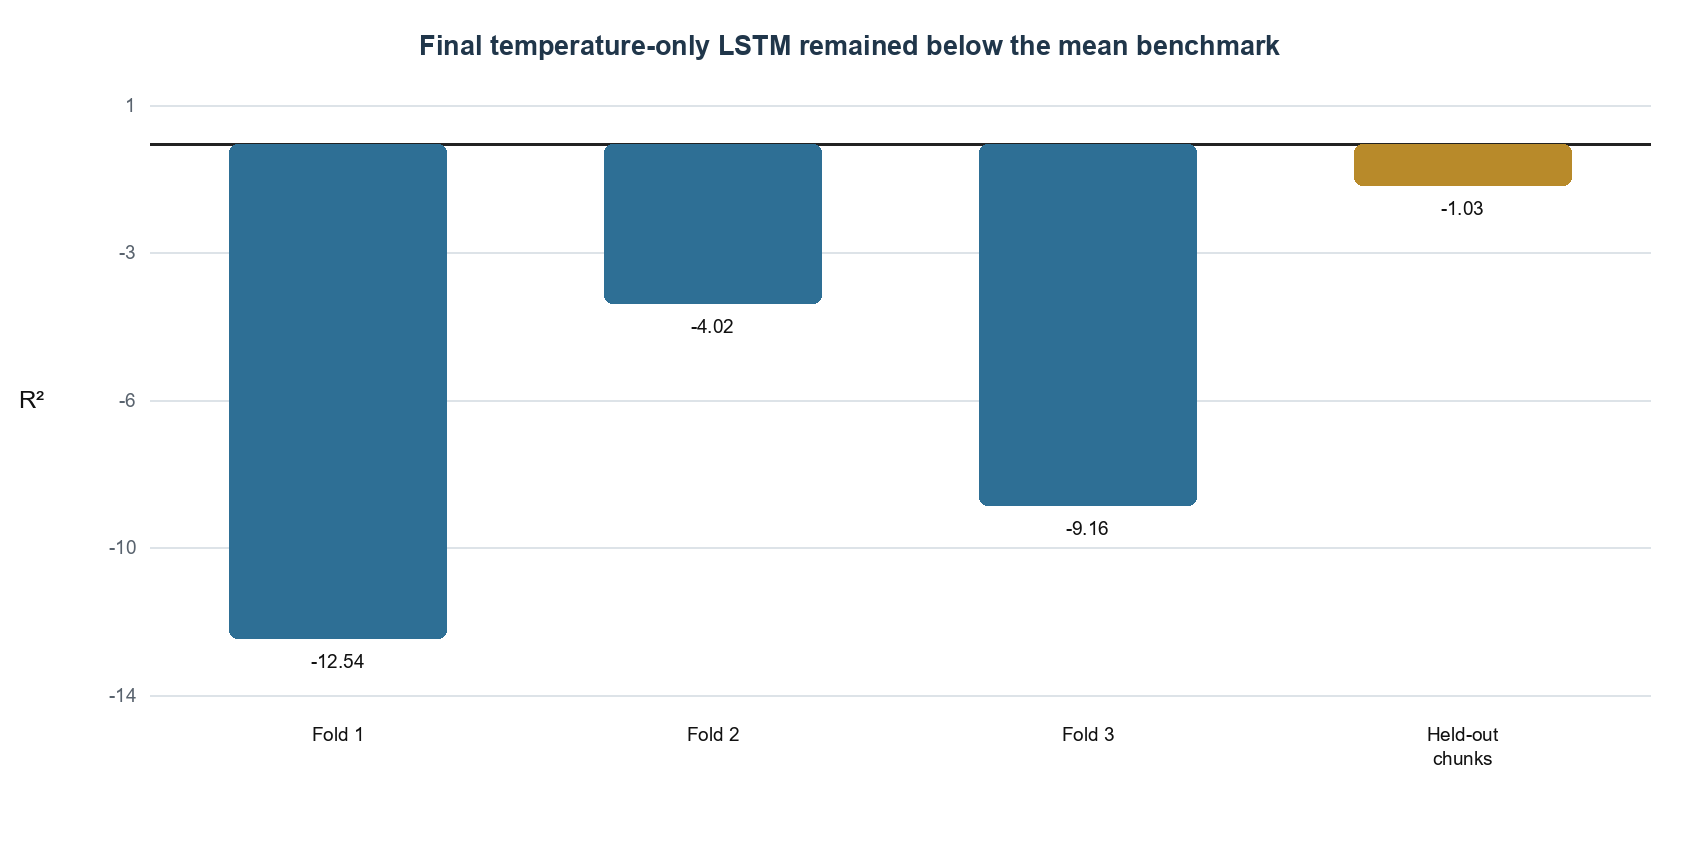 Final temperature-only LSTM remained below the mean benchmark
1
-3
-6
-10
-14
R²
-12.54
-4.02
-9.16
-1.03
Fold 1
Fold 2
Fold 3
Held-out
chunks